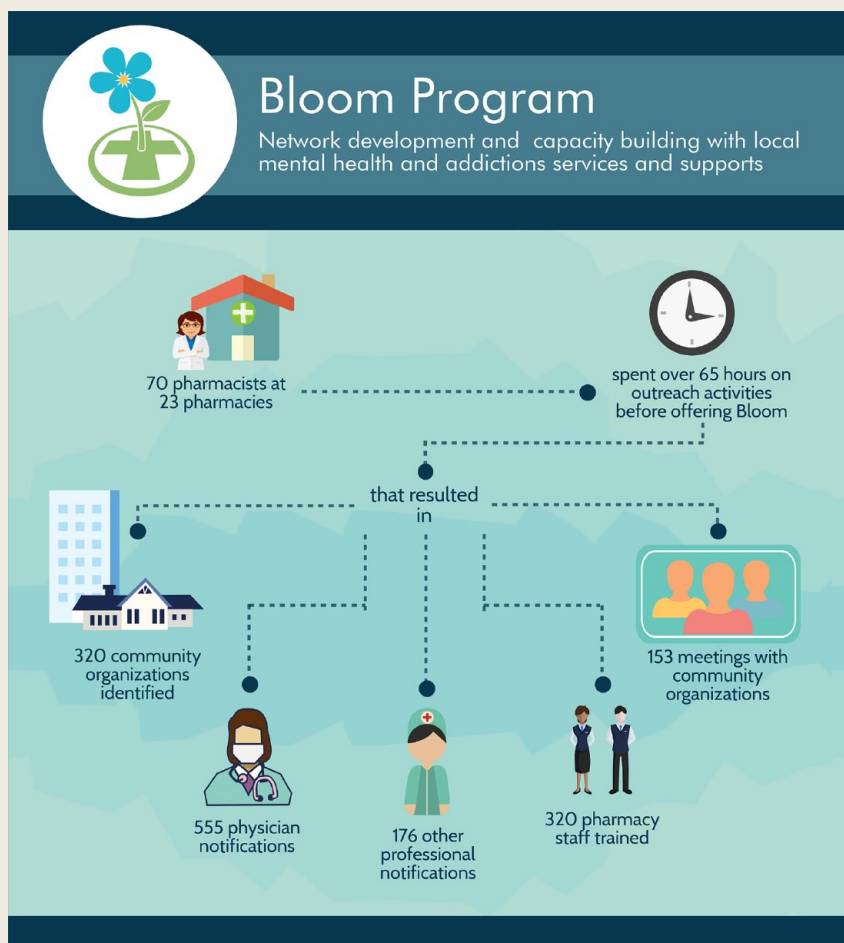 Bloom Program
Network development and capacity building with local
mental health and addictions services and supports
70 pharmacists at
23 pharmacies
spent over 65 hours on
outreach activities
before offering Bloom
that resulted
in
320 community
organizations
identified
153 meetings with
community
organizations
555 physician
notifications
176 other
professional
notifications
320 pharmacy
staff trained